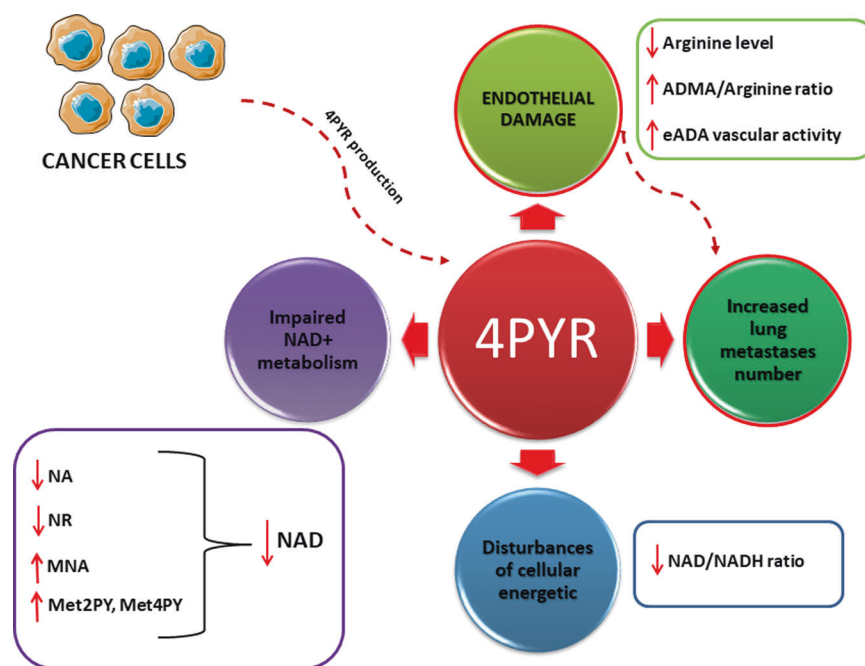 CANCER CELLS
4PYR production
ENDOTHELIAL
DAMAGE
Arginine level
ADMA/Arginine ratio
eADA vascular activity
Impaired
NAD+
metabolism
4PYR
Increased
lung
metastases
number
NA
NR
MNA
Met2PY, Met4PY
NAD
Disturbances
of cellular
energetic
NAD/NADH ratio